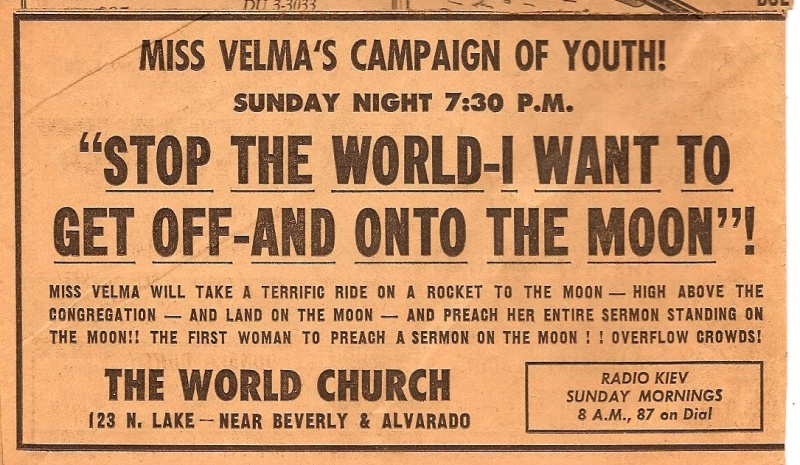 DU 3-3033
MISS VELMA'S CAMPAIGN OF YOUTH!
SUNDAY NIGHT 7:30 P.M.
"STOP THE WORLD-I WANT TO
GET OFF-AND ONTO THE MOON"!
MISS VELMA WILL TAKE A TERRIFIC RIDE ON A ROCKET TO THE MOON — HIGH ABOVE THE
CONGREGATION — AND LAND ON THE MOON — AND PREACH HER ENTIRE SERMON STANDING ON
THE MOON!! THE FIRST WOMAN TO PREACH A SERMON ON THE MOON ! ! OVERFLOW CROWDS!
THE WORLD CHURCH
123 N. LAKE — NEAR BEVERLY & ALVARADO
RADIO KIEV
SUNDAY MORNINGS
8 A.M., 87 on Dial